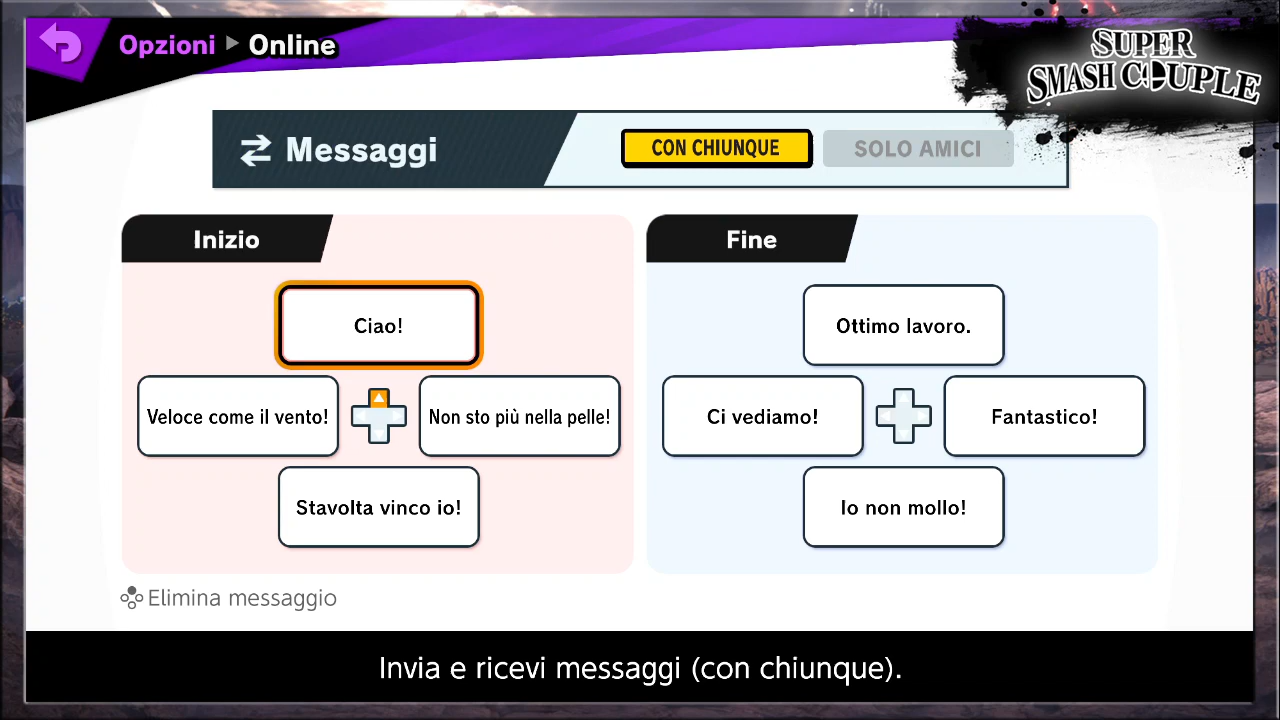 Opzioni ▶ Online
SUPER
SMASH COUPLE
Messaggi
CON CHIUNQUE
SOLO AMICI
Inizio
Ciao!
Veloce come il vento!
Non sto più nella pelle!
Stavolta vinco io!
Fine
Ottimo lavoro.
Ci vediamo!
Fantastico!
Io non mollo!
Elimina messaggio
Invia e ricevi messaggi (con chiunque).